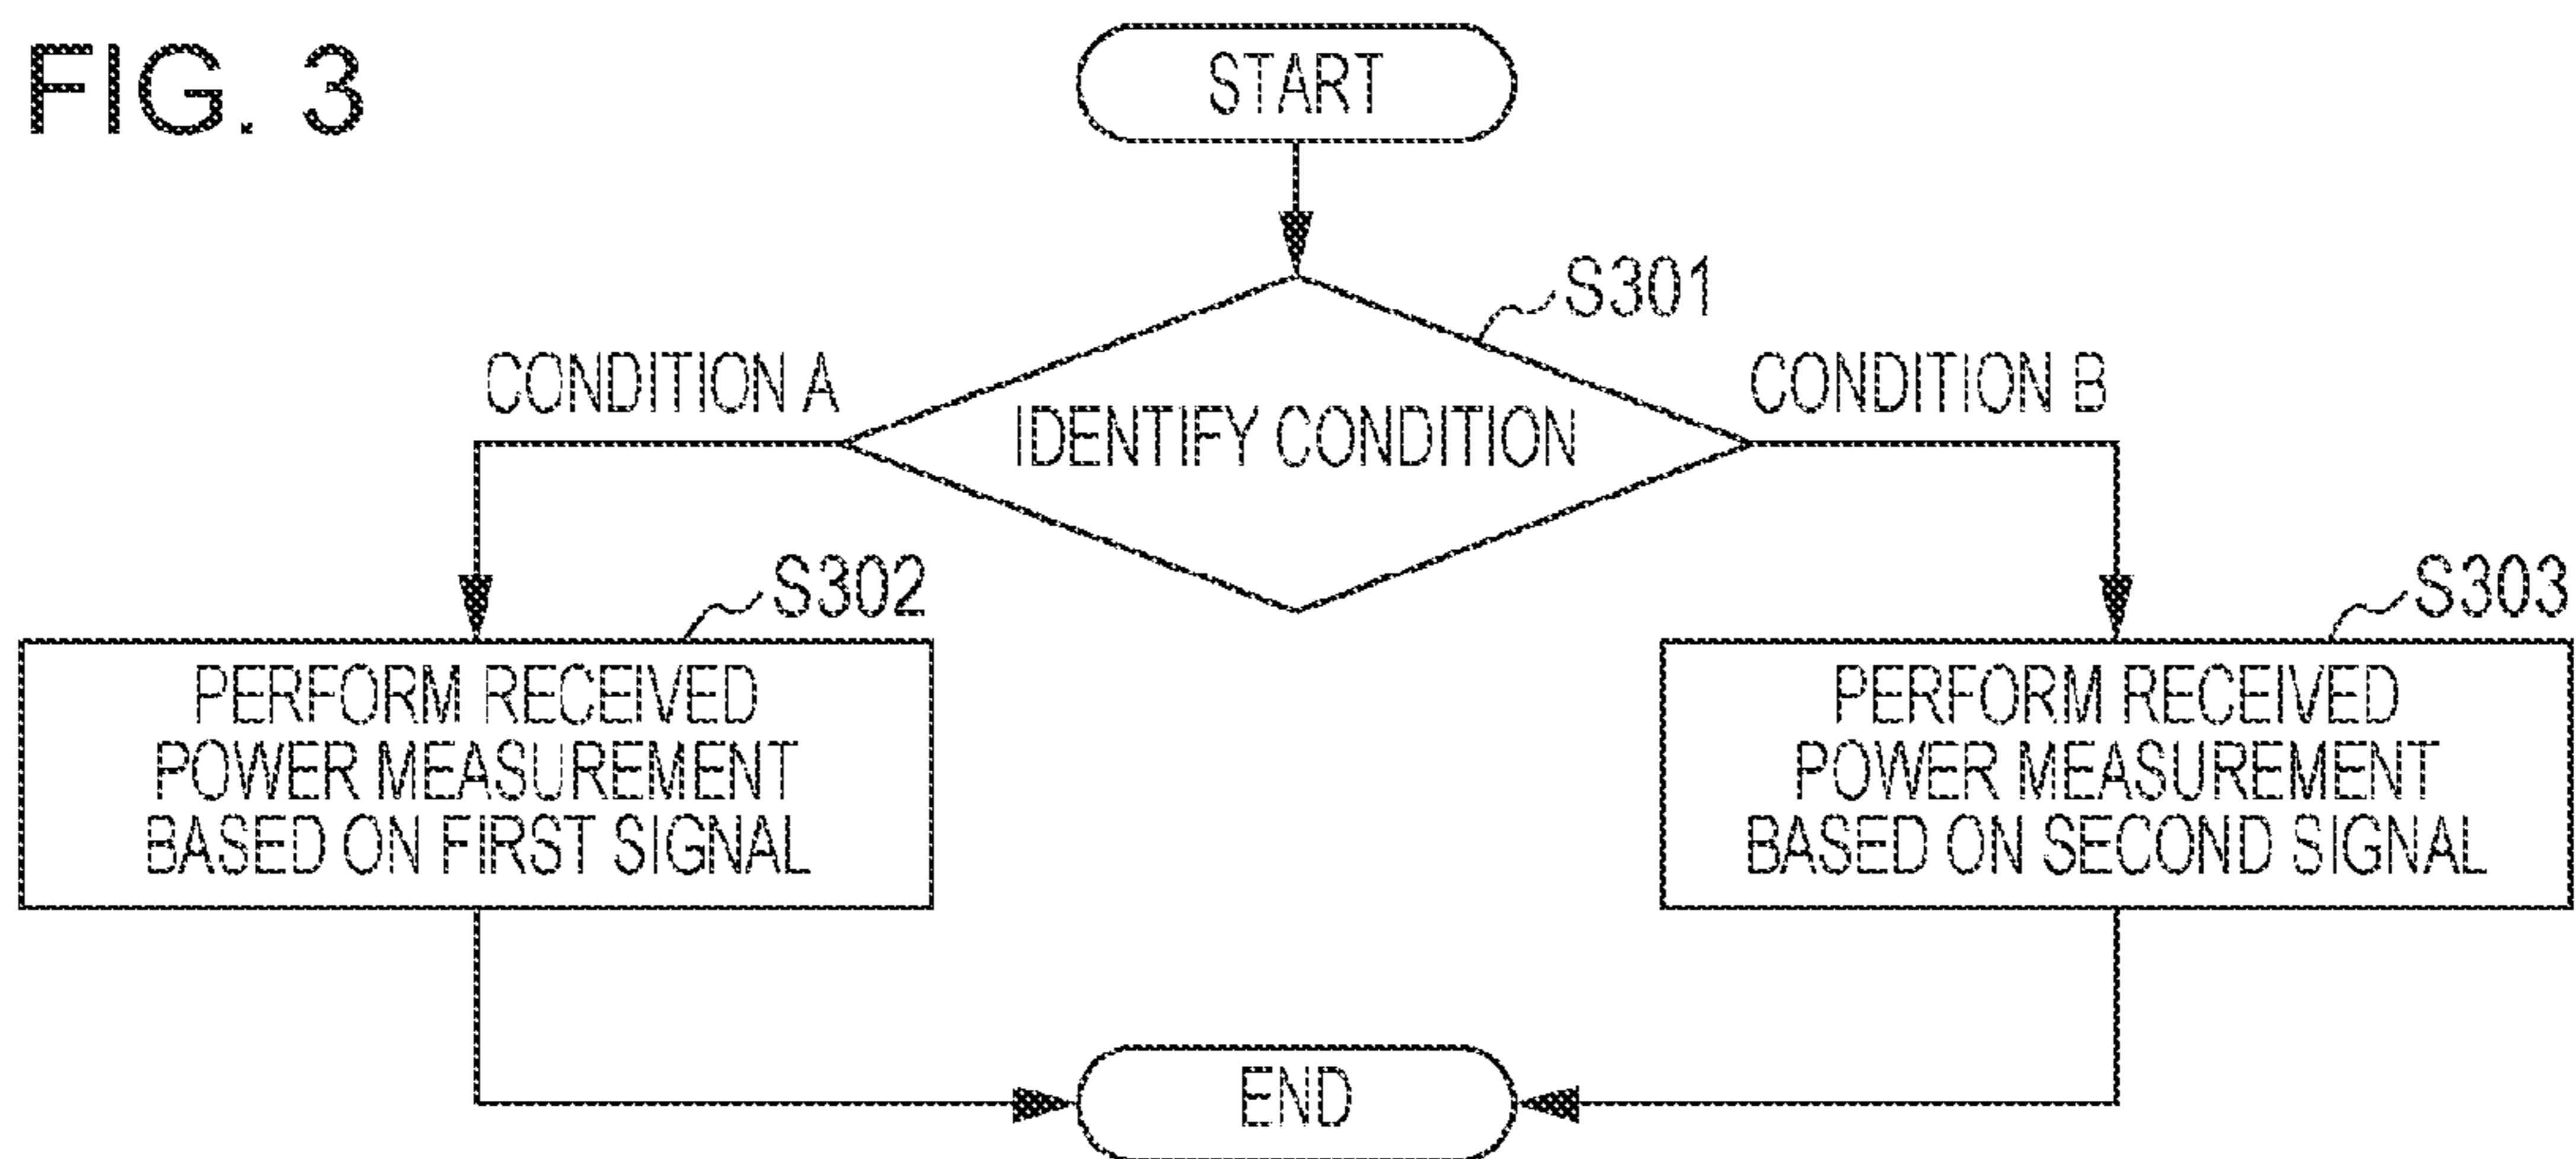 FIG. 3
START
S301
CONDITION A
IDENTIFY CONDITION
CONDITION B
S302
PERFORM RECEIVED
POWER MEASUREMENT
BASED ON FIRST SIGNAL
S303
PERFORM RECEIVED
POWER MEASUREMENT
BASED ON SECOND SIGNAL
END